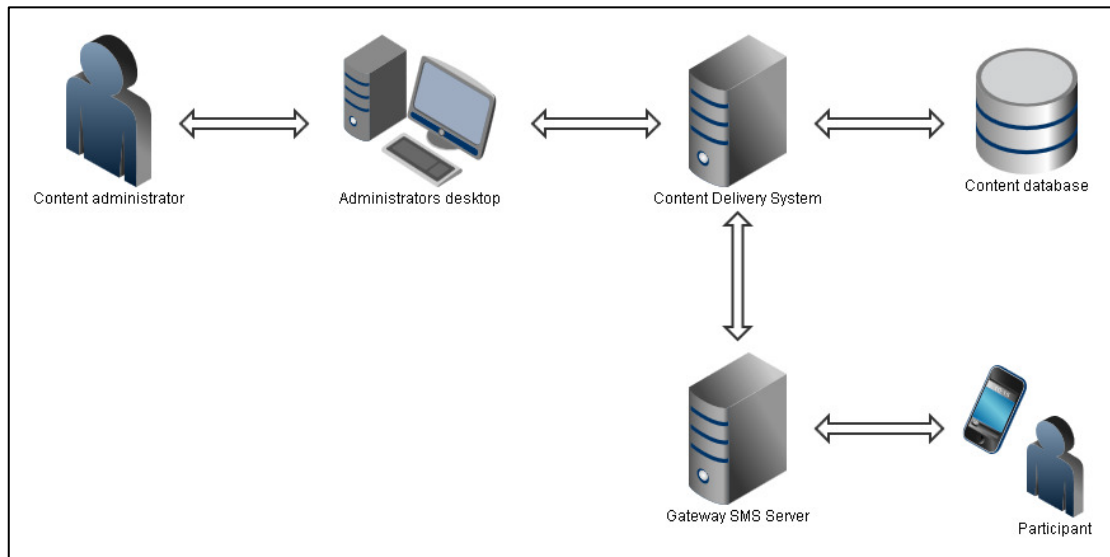 Content administrator
Administrators desktop
Content Delivery System
Content database
Gateway SMS Server
Participant